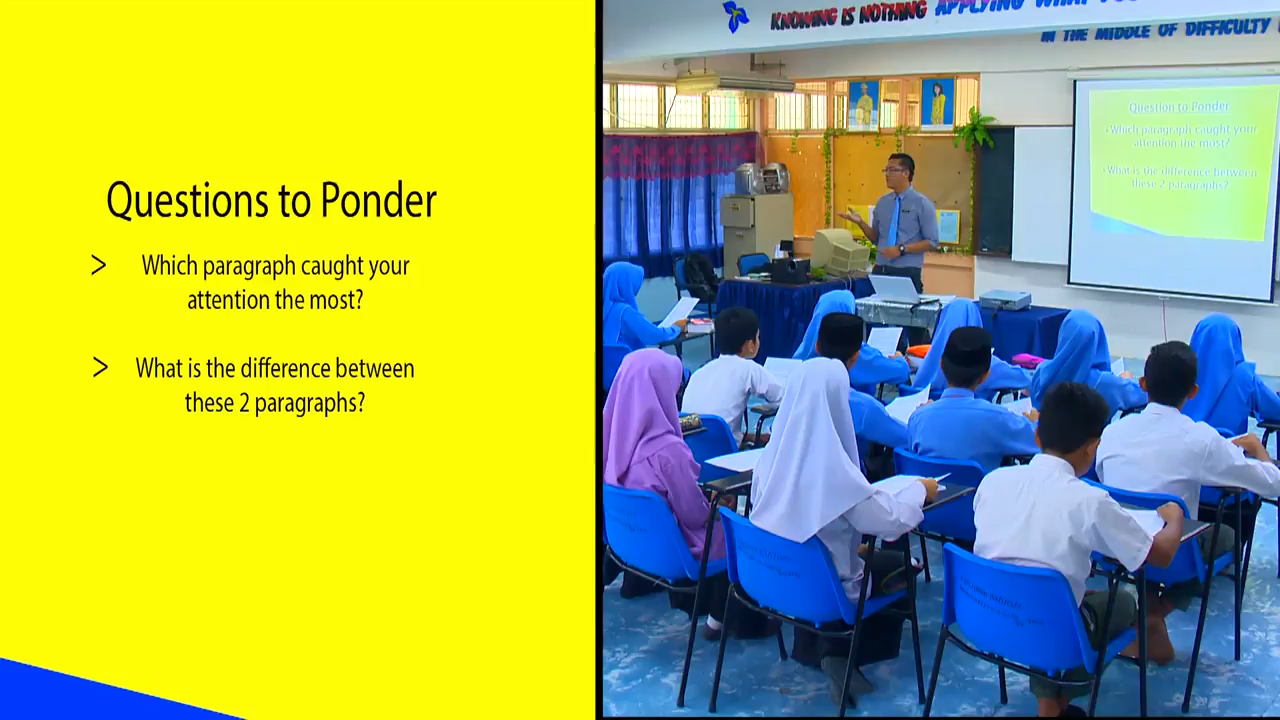 Questions to Ponder
> Which paragraph caught your
attention the most?
> What is the difference between
these 2 paragraphs?
KNOWING IS NOTHING APPLYING WHAT
IN THE MIDDLE OF DIFFICULTY
Question to Ponder
Which paragraph caught your
attention the most?
What is the difference between
these 2 paragraphs?